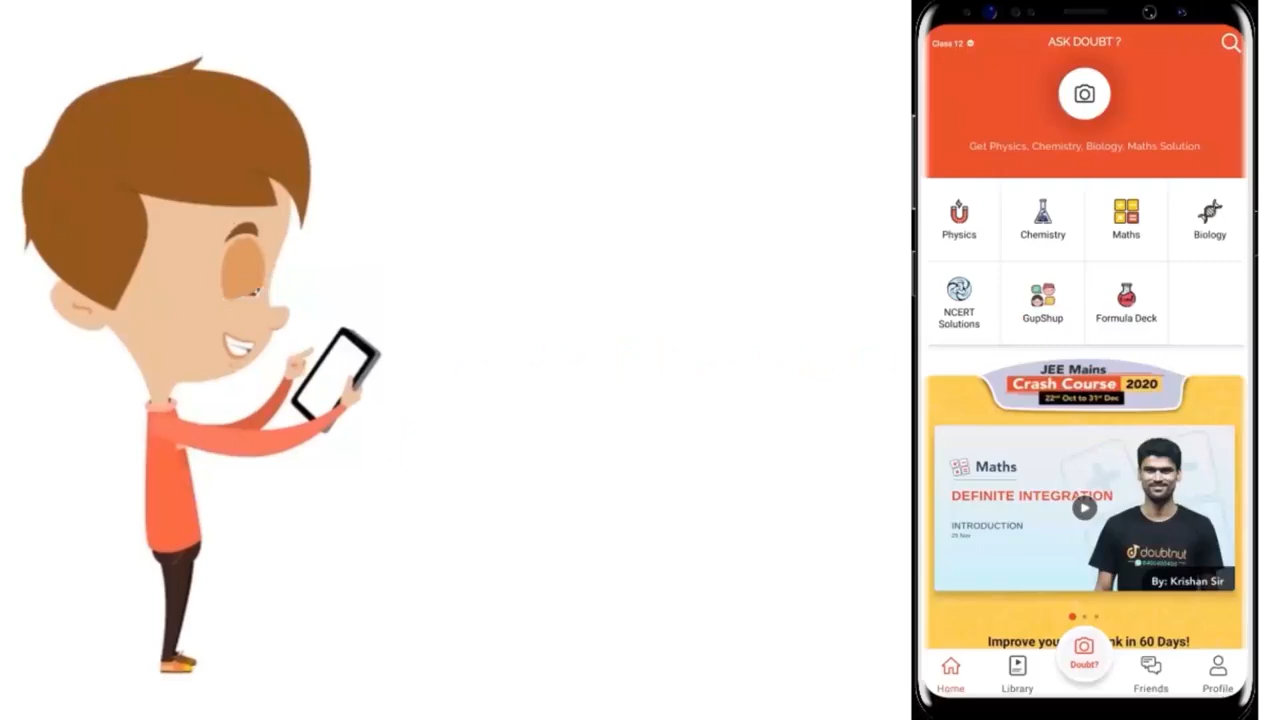 Class 12
ASK DOUBT ?
Get Physics, Chemistry, Biology, Maths Solution
Physics
Chemistry
Maths
Biology
NCERT
Solutions
GupShup
Formula Deck
JEE Mains
Crash Course 2020
22nd Oct to 31st Dec
Maths
DEFINITE INTEGRATION
INTRODUCTION
doubtnut
By: Krishan Sir
in 60 Days!
Doubt?
Home
Library
Friends
Profile